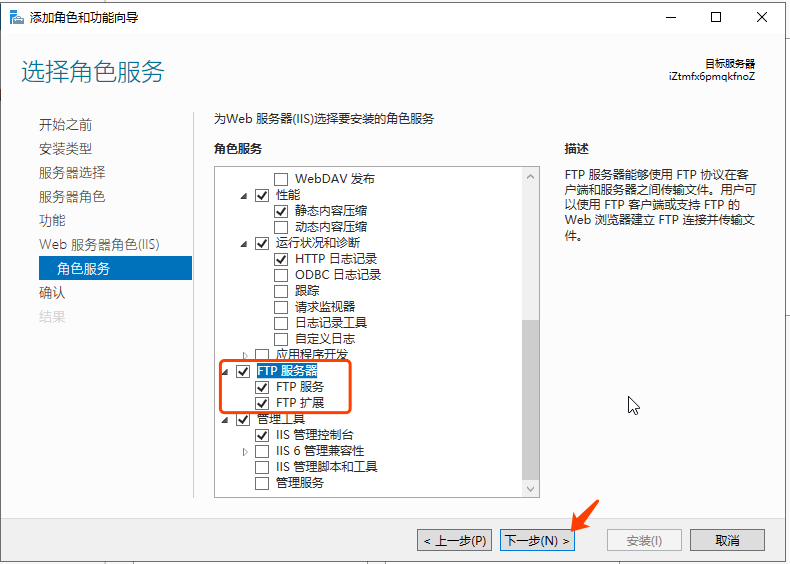 添加角色和功能向导
选择角色服务
目标服务器
iZtmfx6pmqkfnoZ
开始之前
安装类型
服务器选择
服务器角色
功能
Web 服务器角色(IIS)
角色服务
确认
结果
为Web 服务器(IIS)选择要安装的角色服务
角色服务
WebDAV 发布
性能
静态内容压缩
动态内容压缩
运行状况和诊断
HTTP 日志记录
ODBC 日志记录
跟踪
请求监视器
日志记录工具
自定义日志
应用程序开发
FTP 服务器
FTP 服务
FTP 扩展
管理工具
IIS 管理控制台
IIS 6 管理兼容性
IIS 管理脚本和工具
管理服务
描述
FTP 服务器能够使用 FTP 协议在客
户端和服务器之间传输文件。用户可
以使用 FTP 客户端或支持 FTP 的
Web 浏览器建立 FTP 连接并传输文
件。
< 上一步(P)
下一步(N) >
安装(I)
取消